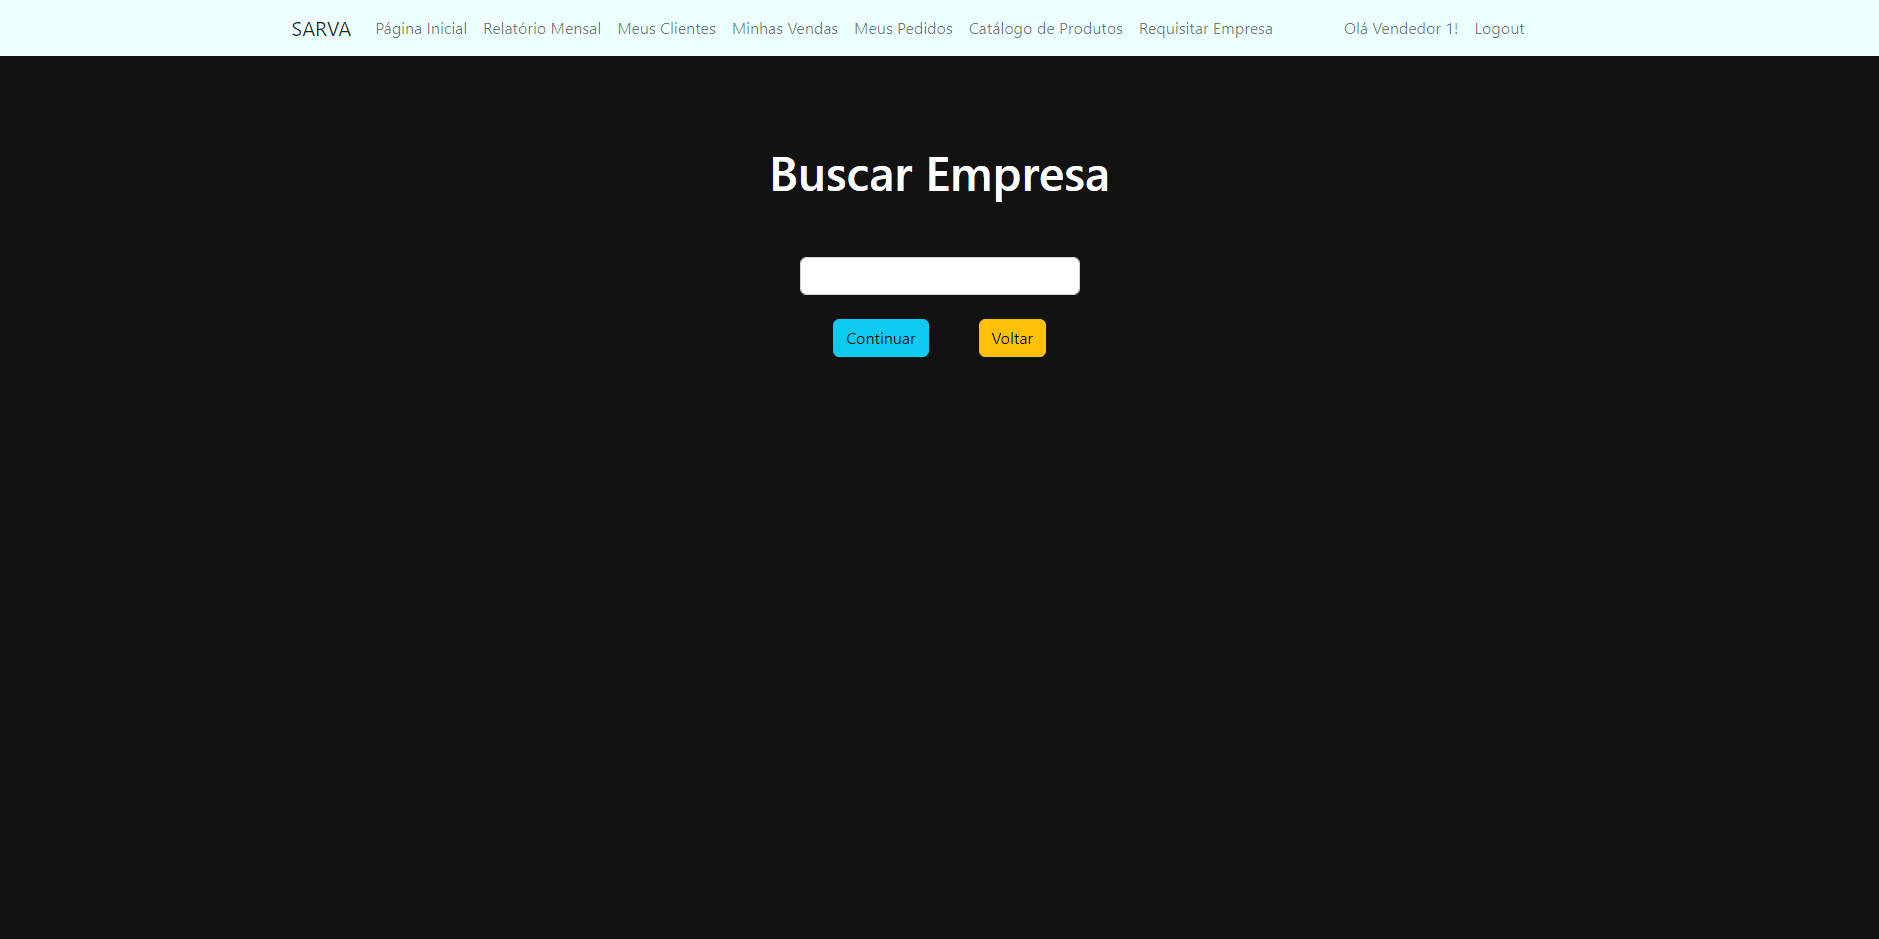 SARVA Página Inicial Relatório Mensal Meus Clientes Minhas Vendas Meus Pedidos Catálogo de Produtos Requisitar Empresa Olá Vendedor 1! Logout
Buscar Empresa
Continuar Voltar